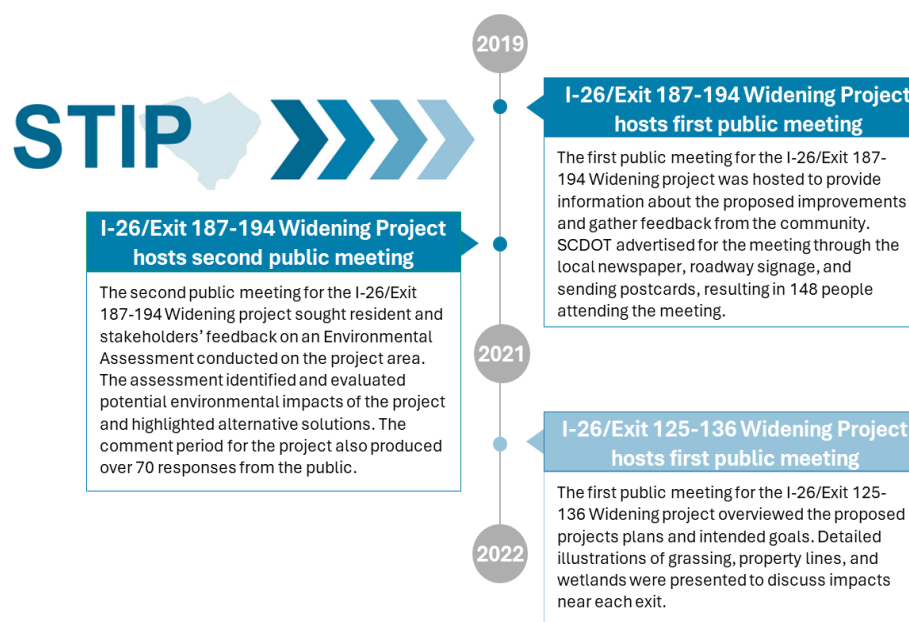 2019
STIP
I-26/Exit 187-194 Widening Project
hosts first public meeting
The first public meeting for the I-26/Exit 187-
194 Widening project was hosted to provide
information about the proposed improvements
and gather feedback from the community.
SCDOT advertised for the meeting through the
local newspaper, roadway signage, and
sending postcards, resulting in 148 people
attending the meeting.
I-26/Exit 187-194 Widening Project
hosts second public meeting
The second public meeting for the I-26/Exit
187-194 Widening project sought resident and
stakeholders’ feedback on an Environmental
Assessment conducted on the project area.
The assessment identified and evaluated
potential environmental impacts of the project
and highlighted alternative solutions. The
comment period for the project also produced
over 70 responses from the public.
2021
I-26/Exit 125-136 Widening Project
hosts first public meeting
The first public meeting for the I-26/Exit 125-
136 Widening project overviewed the proposed
projects plans and intended goals. Detailed
illustrations of grassing, property lines, and
wetlands were presented to discuss impacts
near each exit.
2022